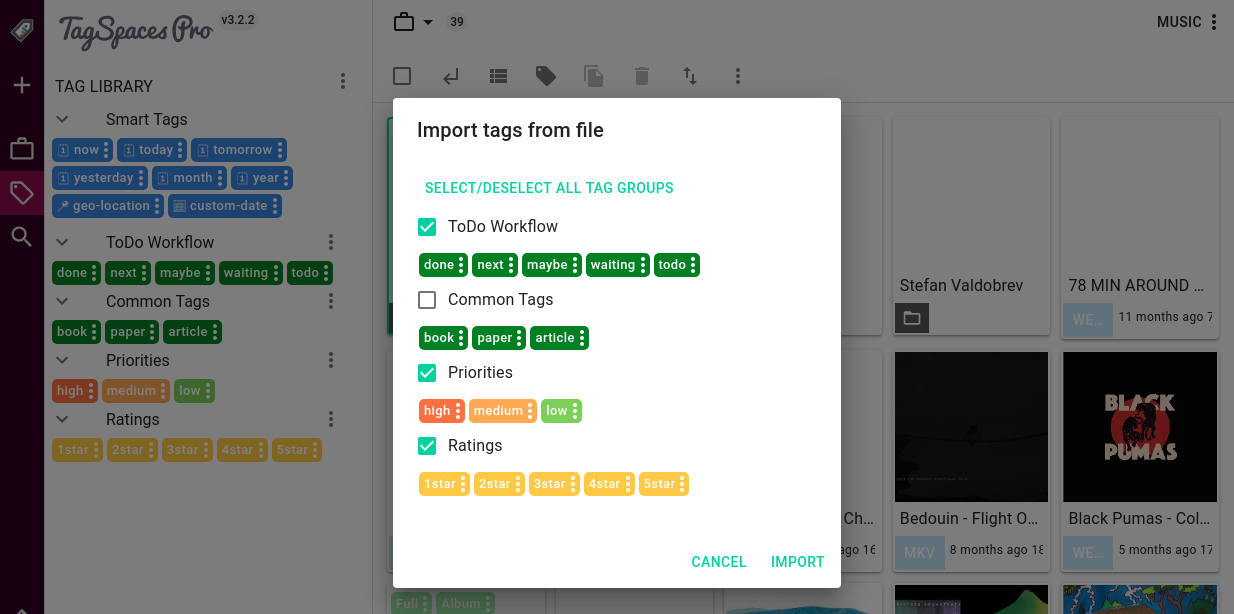 TagSpaces Pro v3.2.2
39
MUSIC
TAG LIBRARY
Smart Tags
now today tomorrow
yesterday month year
geo-location custom-date
ToDo Workflow
done next maybe waiting todo
Common Tags
book paper article
Priorities
high medium low
Ratings
1star 2star 3star 4star 5star
Import tags from file
SELECT/DESELECT ALL TAG GROUPS
ToDo Workflow
done next maybe waiting todo
Common Tags
book paper article
Priorities
high medium low
Ratings
1star 2star 3star 4star 5star
CANCEL IMPORT
Stefan Valdobrev
78 MIN AROUND ...
WE... 11 months ago 7
BLACK
PUMAS
Ch...
ago 16
Bedouin - Flight O...
MKV 8 months ago 18
Black Pumas - Col...
WE... 5 months ago 17
Full Album